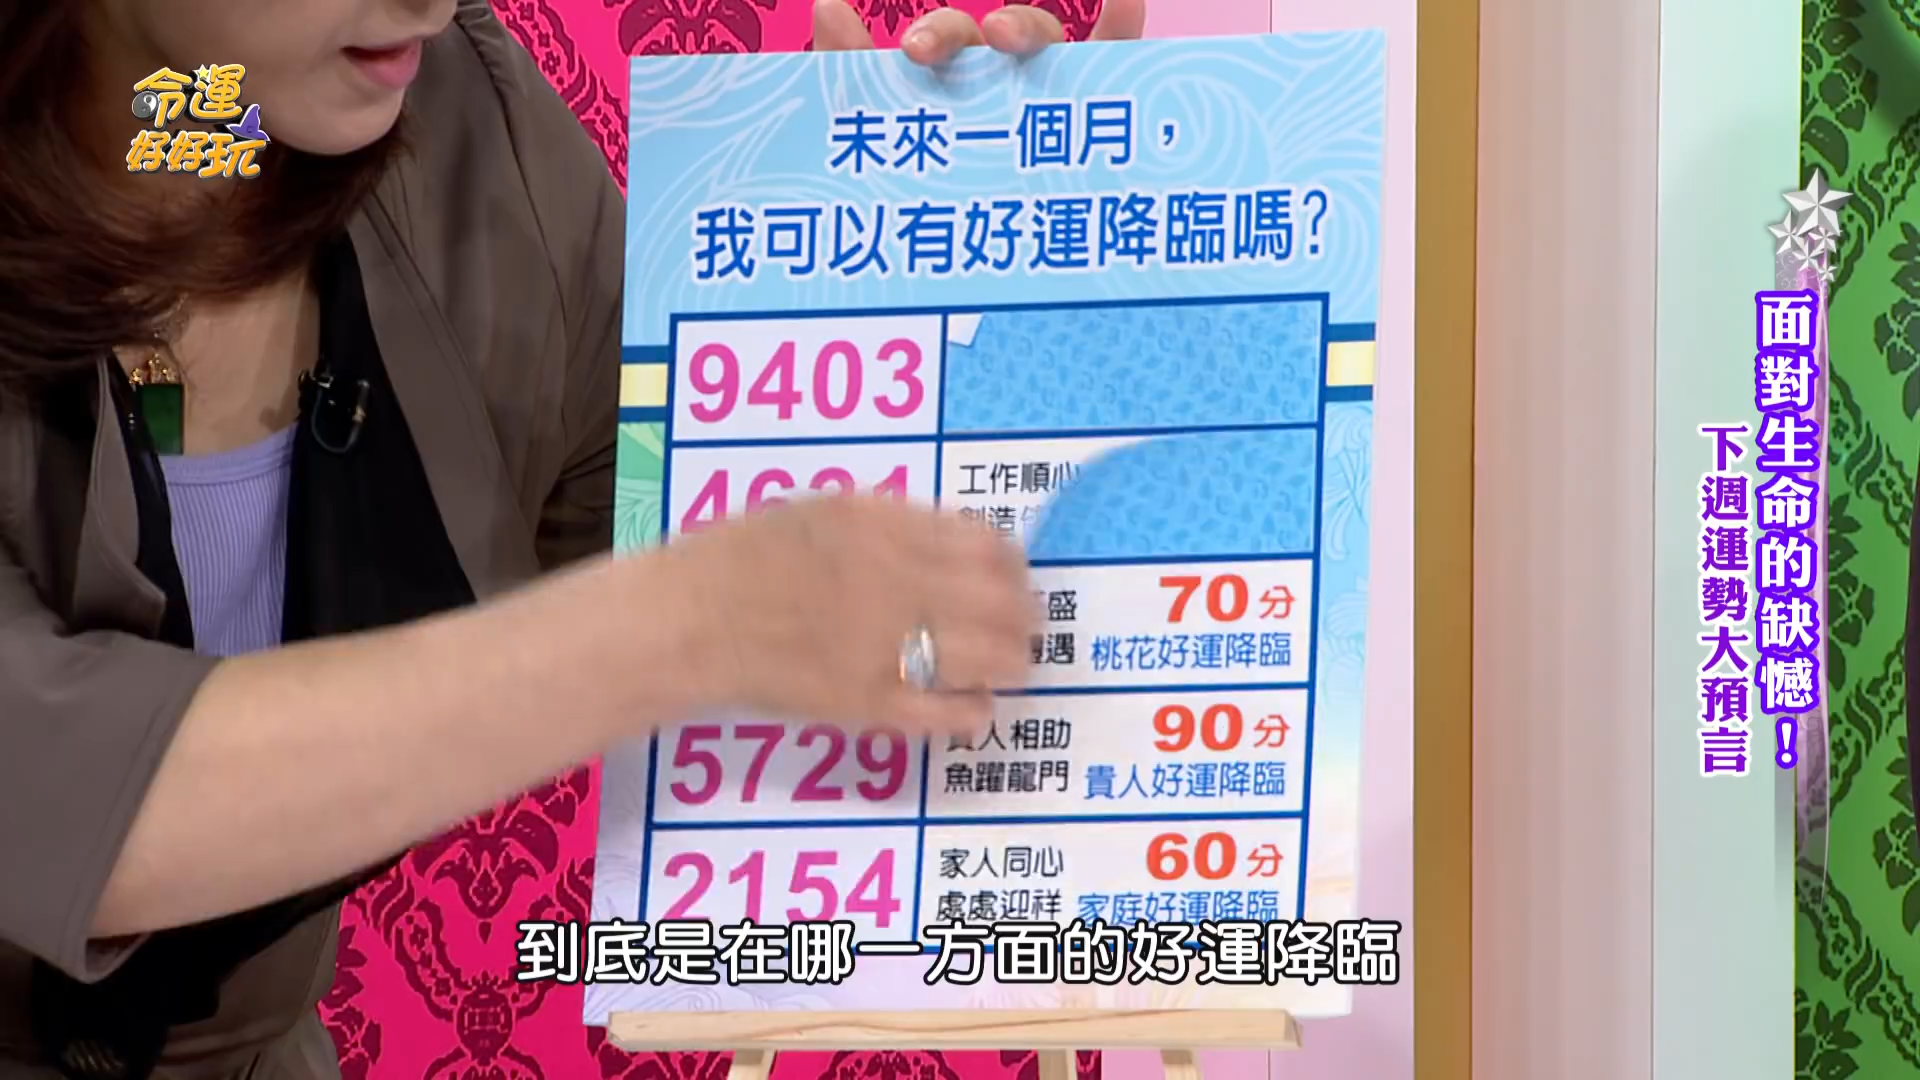 命運
好好玩
未來一個月，
我可以有好運降臨嗎?
9403
4631
工作順心
創造
盛 70分
遇 桃花好運降臨
5729
貴人相助 90分
魚躍龍門 貴人好運降臨
2154
家人同心 60分
處處迎祥 家庭好運降臨
面對生命的缺憾！
下週運勢大預言
到底是在哪一方面的好運降臨